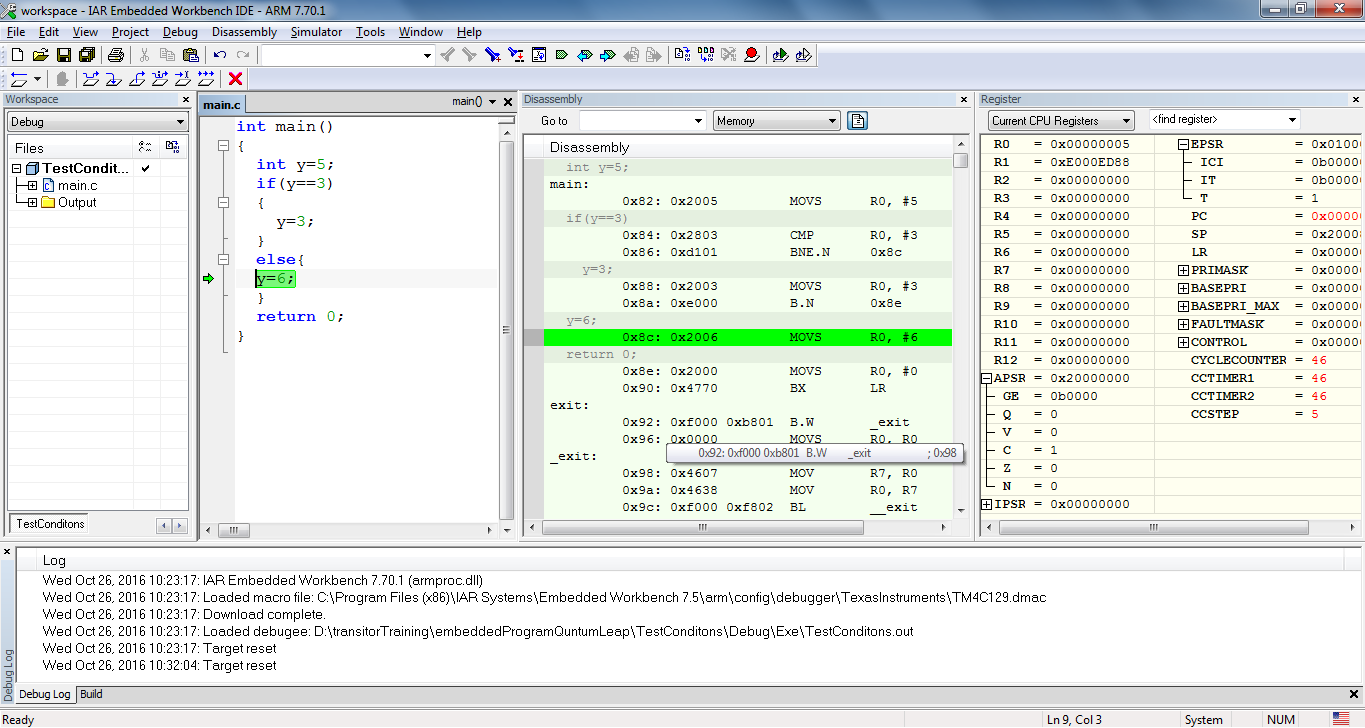 workspace - IAR Embedded Workbench IDE - ARM 7.70.1
File Edit View Project Debug Disassembly Simulator Tools Window Help
Workspace
Debug
Files
TestCondit...
main.c
Output
TestConditons
main.c
main()
int main()
{
int y=5;
if(y==3)
{
y=3;
}
else{
y=6;
}
return 0;
}
Disassembly
Go to
Memory
Disassembly
int y=5;
main:
0x82: 0x2005 MOVS R0, #5
if(y==3)
0x84: 0x2803 CMP R0, #3
0x86: 0xd101 BNE.N 0x8c
y=3;
0x88: 0x2003 MOVS R0, #3
0x8a: 0xe000 B.N 0x8e
y=6;
0x8c: 0x2006 MOVS R0, #6
return 0;
0x8e: 0x2000 MOVS R0, #0
0x90: 0x4770 BX LR
exit:
0x92: 0xf000 0xb801 B.W _exit
0x96: 0x0000 MOVS R0, R0
_exit:
0x92: 0xf000 0xb801 B.W _exit ; 0x98
0x98: 0x4607 MOV R7, R0
0x9a: 0x4638 MOV R0, R7
0x9c: 0xf000 0xf802 BL __exit
Register
Current CPU Registers
<find register>
R0 = 0x00000005
R1 = 0xE000ED88
R2 = 0x00000000
R3 = 0x00000000
R4 = 0x00000000
R5 = 0x00000000
R6 = 0x00000000
R7 = 0x00000000
R8 = 0x00000000
R9 = 0x00000000
R10 = 0x00000000
R11 = 0x00000000
R12 = 0x00000000
APSR = 0x20000000
GE = 0b0000
Q = 0
V = 0
C = 1
Z = 0
N = 0
IPSR = 0x00000000
EPSR = 0x01000
ICI = 0b0000
IT = 0b0000
T = 1
PC = 0x0000
SP = 0x2000
LR = 0x0000
PRIMASK = 0x0000
BASEPRI = 0x0000
BASEPRI_MAX = 0x0000
FAULTMASK = 0x0000
CONTROL = 0x0000
CYCLECOUNTER = 46
CCTIMER1 = 46
CCTIMER2 = 46
CCSTEP = 5
Log
Wed Oct 26, 2016 10:23:17: IAR Embedded Workbench 7.70.1 (armproc.dll)
Wed Oct 26, 2016 10:23:17: Loaded macro file: C:\Program Files (x86)\IAR Systems\Embedded Workbench 7.5\arm\config\debugger\TexasInstruments\TM4C129.dmac
Wed Oct 26, 2016 10:23:17: Download complete.
Wed Oct 26, 2016 10:23:17: Loaded debugee: D:\transitorTraining\embeddedProgramQuntumLeap\TestConditons\Debug\Exe\TestConditons.out
Wed Oct 26, 2016 10:23:17: Target reset
Wed Oct 26, 2016 10:32:04: Target reset
Debug Log
Debug Log Build
Ready
Ln 9, Col 3
System
NUM